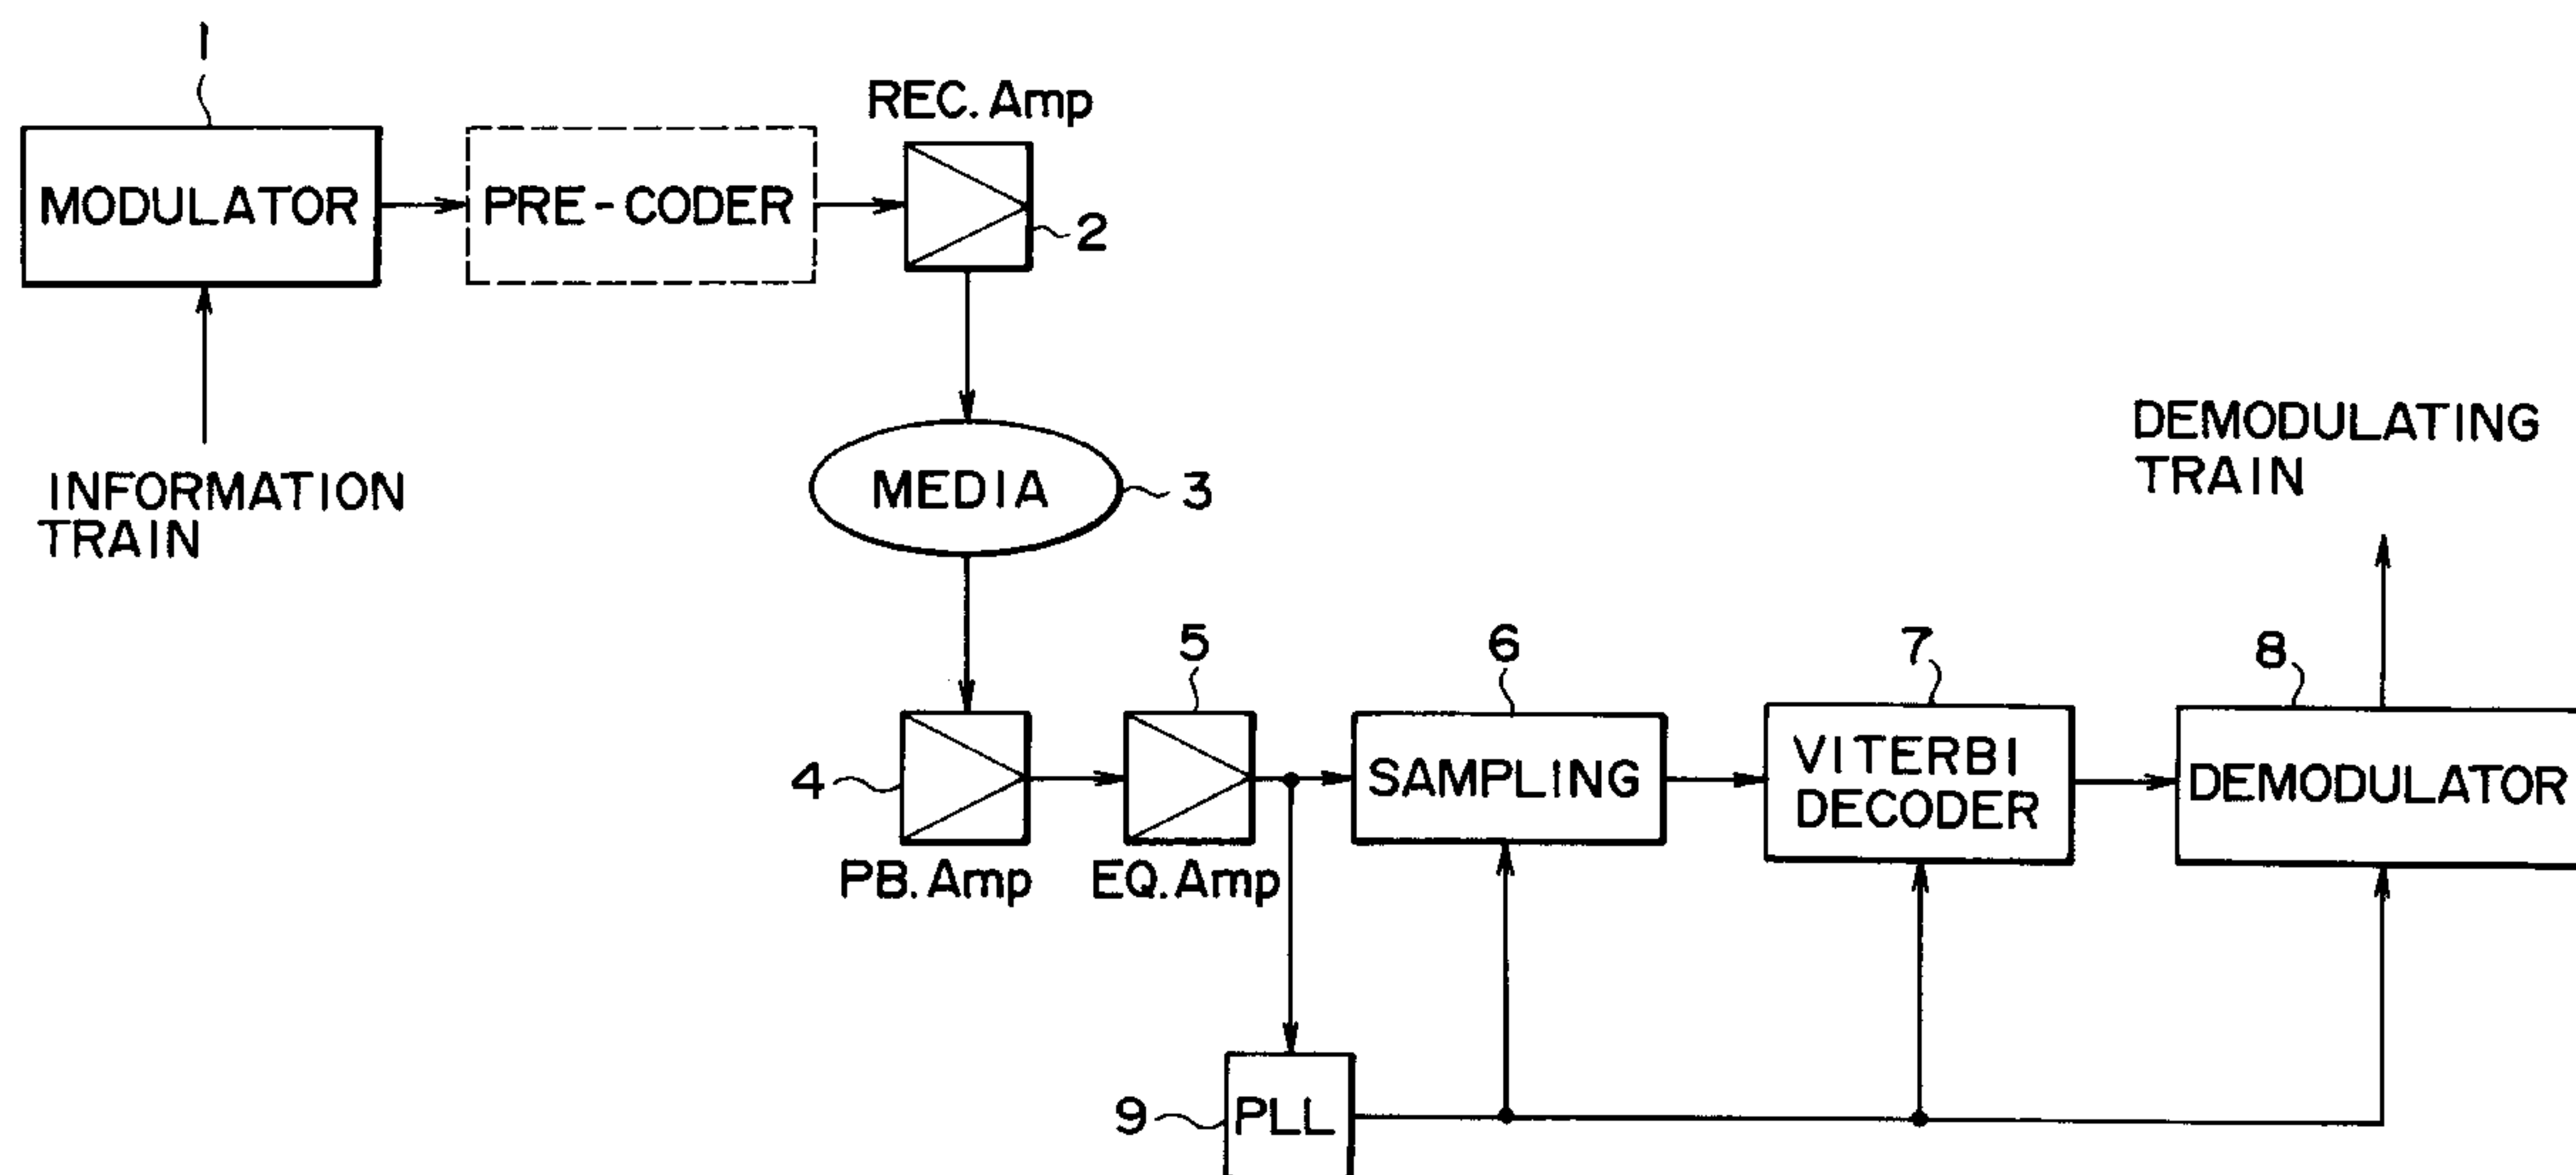 1
REC. Amp
MODULATOR
PRE-CODER
2
INFORMATION
TRAIN
MEDIA
3
DEMODULATING
TRAIN
4
5
6
7
8
SAMPLING
VITERBI
DECODER
DEMODULATOR
PB. Amp
EQ. Amp
9
PLL